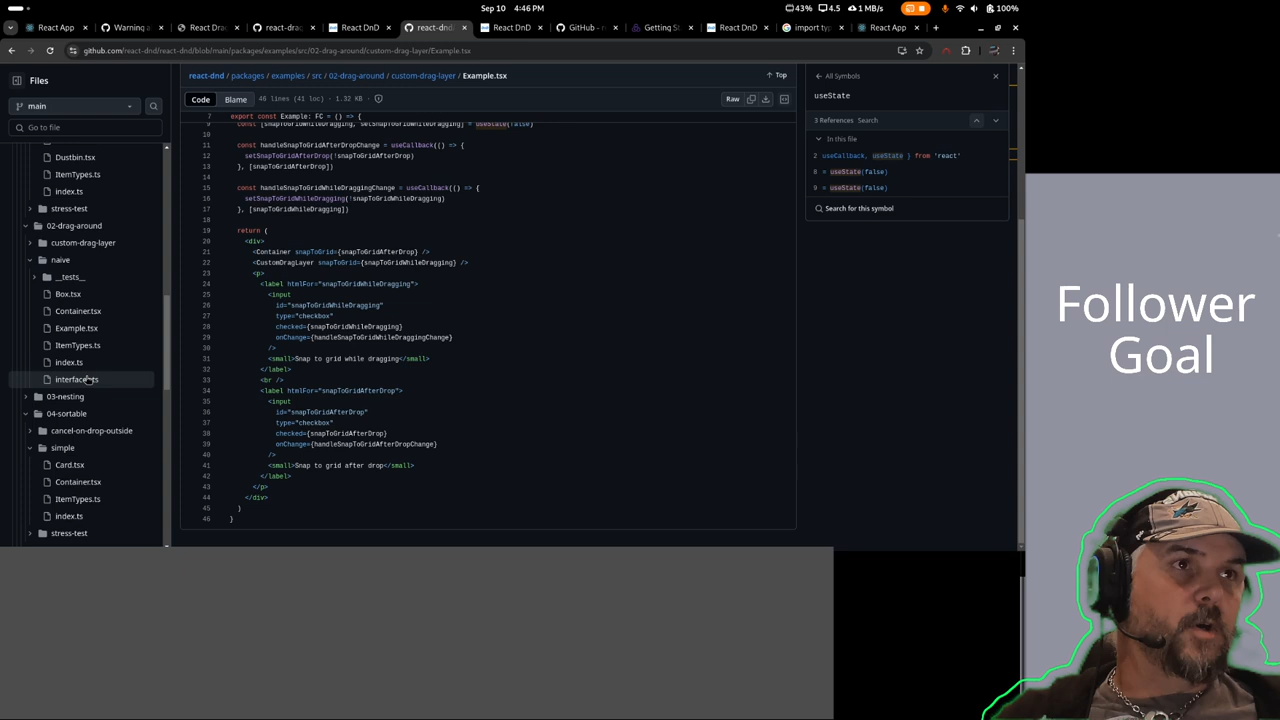 Sep 10 4:46 PM
43% 4.5 1 MB/s 100%
React App
Warning a
React Drag
react-drag
React DnD
react-dnd
React DnD
GitHub - r
Getting St
React DnD
import typ
React App
github.com/react-dnd/react-dnd/blob/main/packages/examples/src/02-drag-around/custom-drag-layer/Example.tsx
Files
main
Go to file
Dustbin.tsx
ItemTypes.ts
index.ts
stress-test
02-drag-around
custom-drag-layer
naive
__tests__
Box.tsx
Container.tsx
Example.tsx
ItemTypes.ts
index.ts
03-nesting
04-sortable
cancel-on-drop-outside
simple
Card.tsx
Container.tsx
ItemTypes.ts
index.ts
stress-test
react-dnd / packages / examples / src / 02-drag-around / custom-drag-layer / Example.tsx
Top
Code Blame 46 lines (41 loc) · 1.32 KB
Raw
7 export const Example: FC = () => {
9 const [snapToGridWhileDragging, setSnapToGridWhileDragging] = useState(false)
10
11 const handleSnapToGridAfterDropChange = useCallback(() => {
12 setSnapToGridAfterDrop(!snapToGridAfterDrop)
13 }, [snapToGridAfterDrop])
14
15 const handleSnapToGridWhileDraggingChange = useCallback(() => {
16 setSnapToGridWhileDragging(!snapToGridWhileDragging)
17 }, [snapToGridWhileDragging])
18
19 return (
20 <div>
21 <Container snapToGrid={snapToGridAfterDrop} />
22 <CustomDragLayer snapToGrid={snapToGridWhileDragging} />
23 <p>
24 <label htmlFor="snapToGridWhileDragging">
25 <input
26 id="snapToGridWhileDragging"
27 type="checkbox"
28 checked={snapToGridWhileDragging}
29 onChange={handleSnapToGridWhileDraggingChange}
30 />
31 <small>Snap to grid while dragging</small>
32 </label>
33 <br />
34 <label htmlFor="snapToGridAfterDrop">
35 <input
36 id="snapToGridAfterDrop"
37 type="checkbox"
38 checked={snapToGridAfterDrop}
39 onChange={handleSnapToGridAfterDropChange}
40 />
41 <small>Snap to grid after drop</small>
42 </label>
43 </p>
44 </div>
45 )
46 }
All Symbols
useState
3 References Search
In this file
2 useCallback, useState } from 'react'
8 = useState(false)
9 = useState(false)
Search for this symbol
Follower
Goal